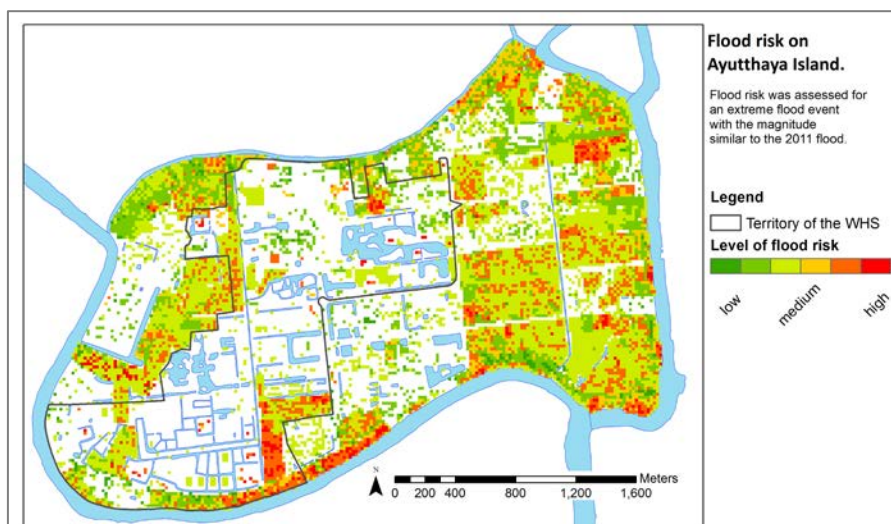 Flood risk on
Ayutthaya Island.
Flood risk was assessed for
an extreme flood event
with the magnitude
similar to the 2011 flood.
Legend
Territory of the WHS
Level of flood risk
low
medium
high
N
Meters
0 200 400 800 1,200 1,600